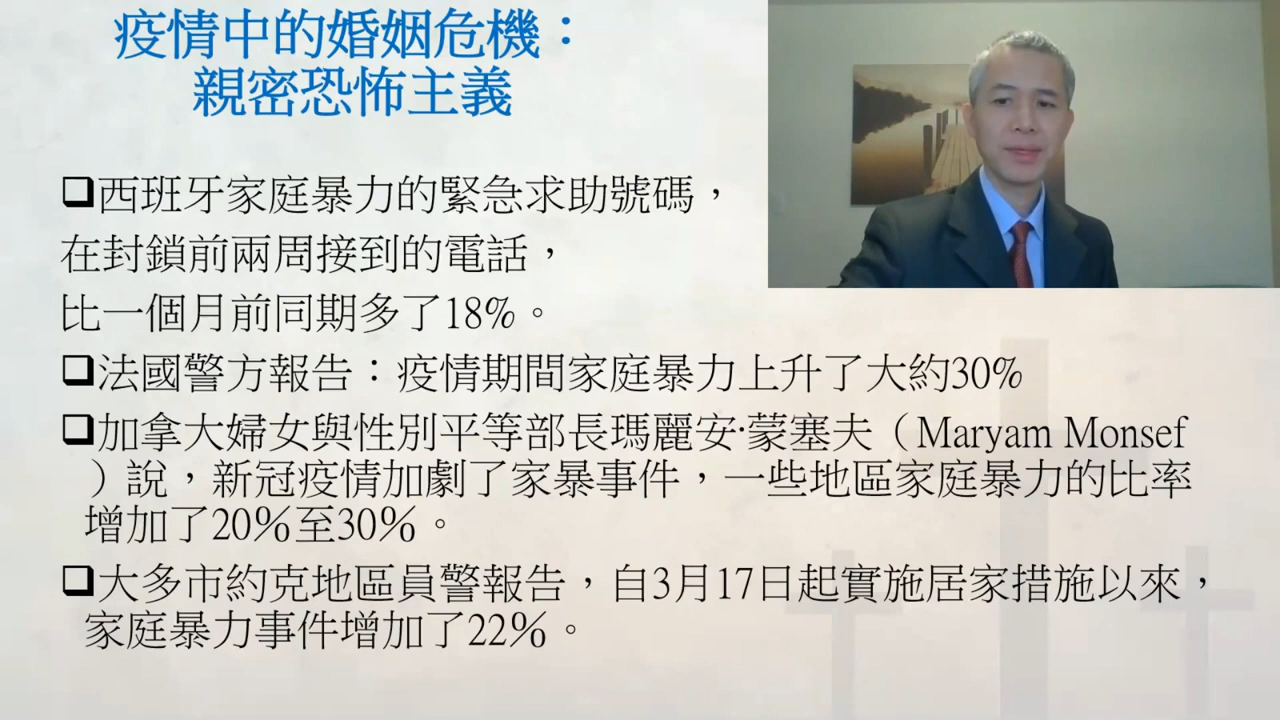 疫情中的婚姻危機：
親密恐怖主義
❑西班牙家庭暴力的緊急求助號碼，
在封鎖前兩周接到的電話，
比一個月前同期多了18%。
❑法國警方報告：疫情期間家庭暴力上升了大約30%
❑加拿大婦女與性別平等部長瑪麗安·蒙塞夫（Maryam Monsef
）說，新冠疫情加劇了家暴事件，一些地區家庭暴力的比率
增加了20%至30%。
❑大多市約克地區員警報告，自3月17日起實施居家措施以來，
家庭暴力事件增加了22%。